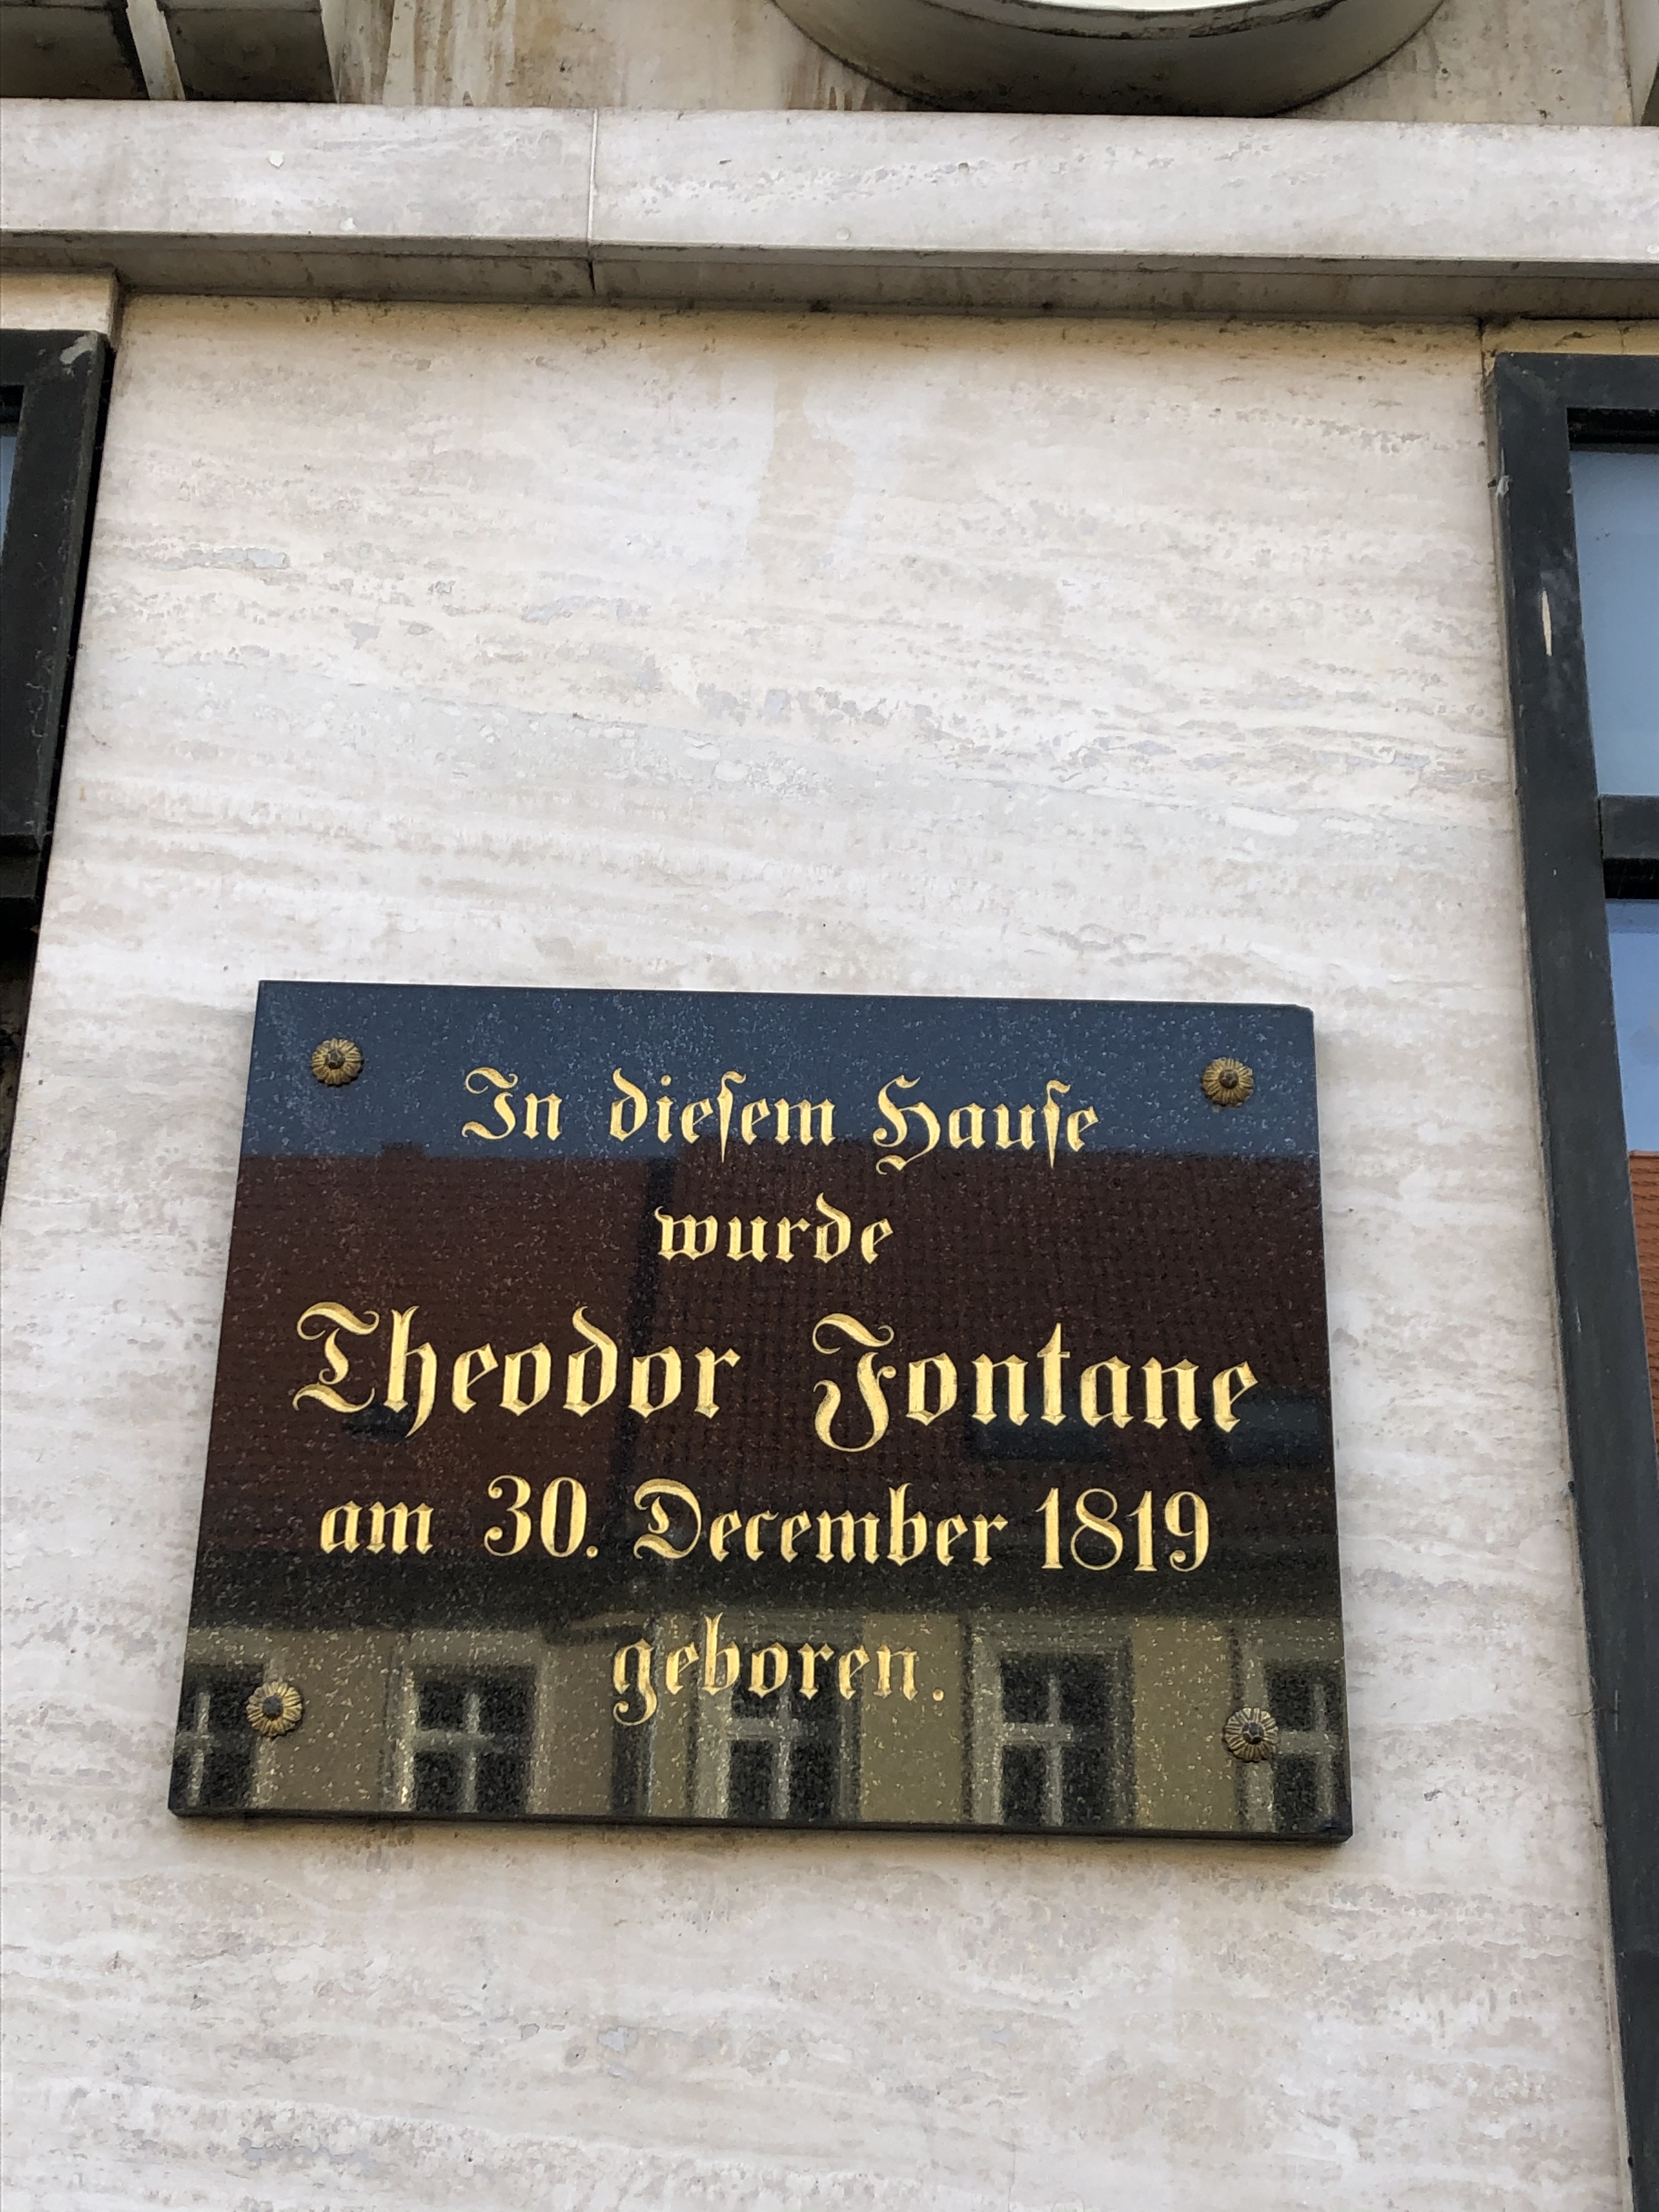 In dieſem Hauſe
wurde
Theodor Fontane
am 30. December 1819
geboren.